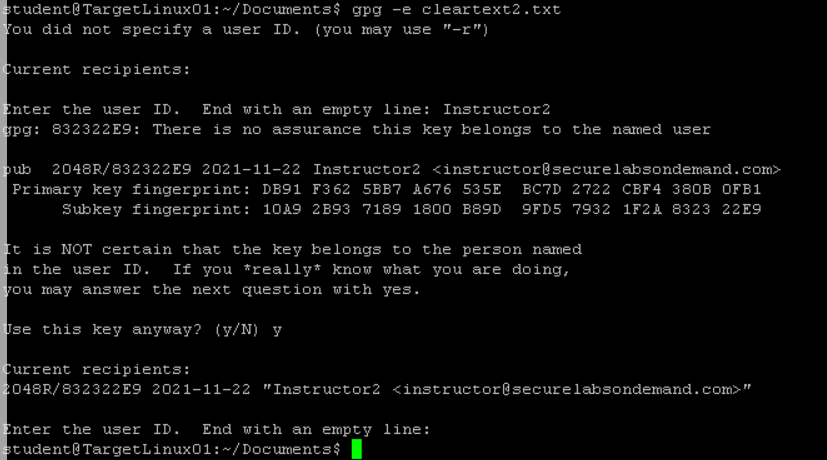 student@TargetLinux01:~/Documents$ gpg -e cleartext2.txt
You did not specify a user ID. (you may use "-r")
Current recipients:
Enter the user ID.  End with an empty line: Instructor2
gpg: 832322E9: There is no assurance this key belongs to the named user
pub  2048R/832322E9 2021-11-22 Instructor2 <instructor@securelabsondemand.com>
 Primary key fingerprint: DB91 F362 5BB7 A676 535E  BC7D 2722 CBF4 380B 0FB1
      Subkey fingerprint: 10A9 2B93 7189 1800 B89D  9FD5 7932 1F2A 8323 22E9
It is NOT certain that the key belongs to the person named
in the user ID.  If you *really* know what you are doing,
you may answer the next question with yes.
Use this key anyway? (y/N) y
Current recipients:
2048R/832322E9 2021-11-22 "Instructor2 <instructor@securelabsondemand.com>"
Enter the user ID.  End with an empty line:
student@TargetLinux01:~/Documents$